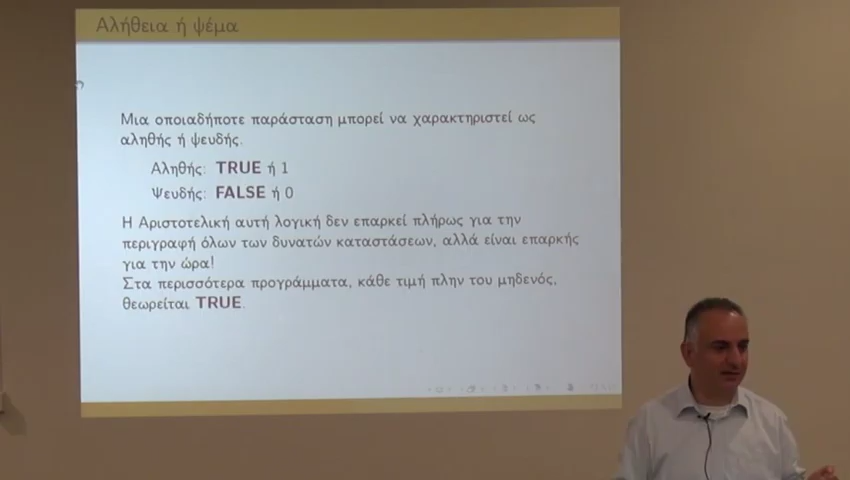 Αλήθεια ή ψέμα
Μια οποιαδήποτε παράσταση μπορεί να χαρακτηριστεί ως
αληθής ή ψευδής.
Αληθής: TRUE ή 1
Ψευδής: FALSE ή 0
Η Αριστοτελική αυτή λογική δεν επαρκεί πλήρως για την
περιγραφή όλων των δυνατών καταστάσεων, αλλά είναι επαρκής
για την ώρα!
Στα περισσότερα προγράμματα, κάθε τιμή πλην του μηδενός,
θεωρείται TRUE.